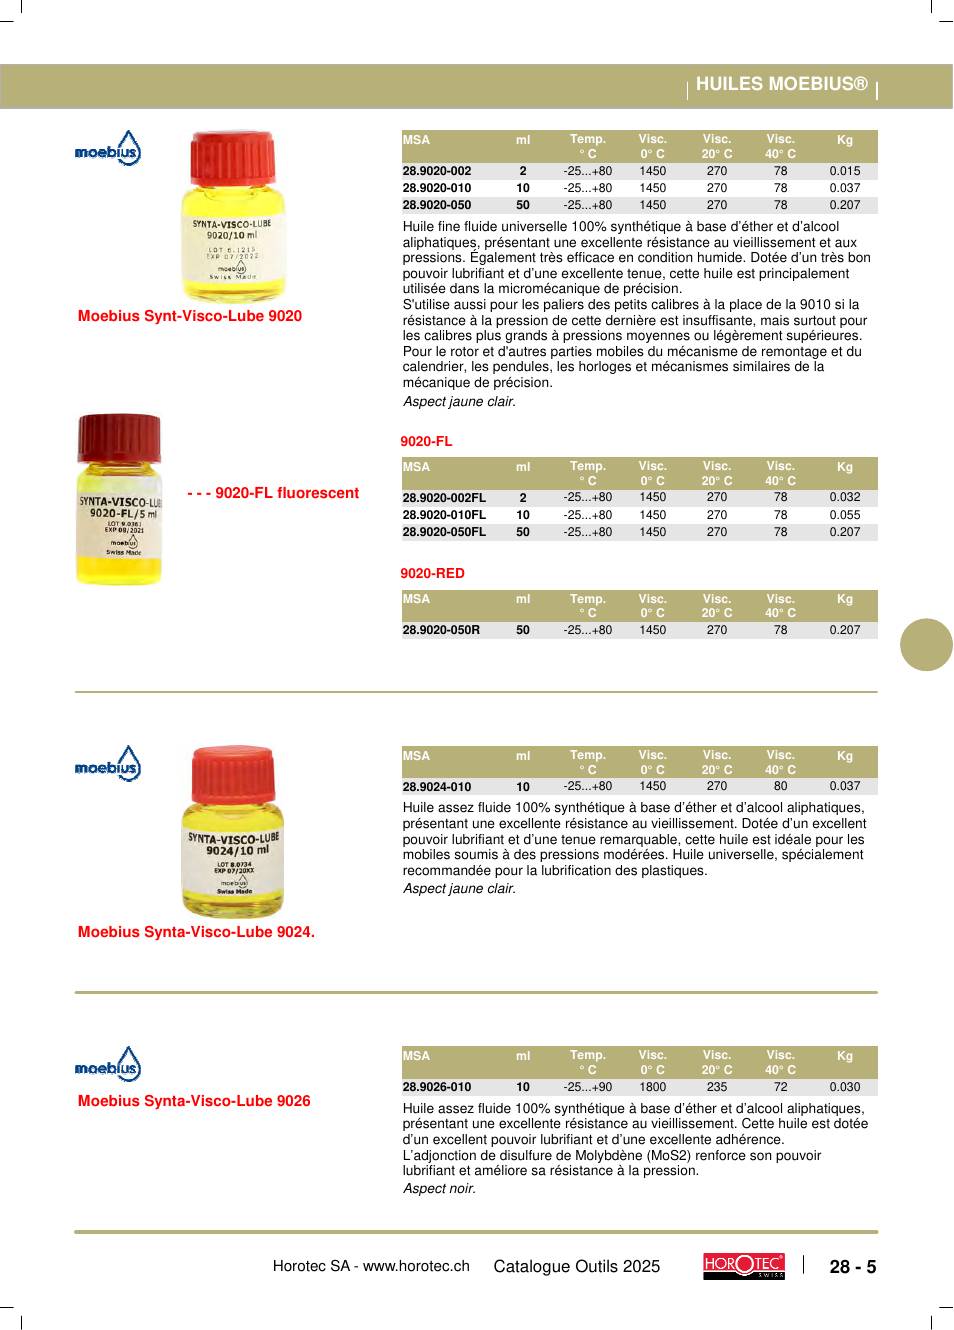 HUILES MOEBIUS®
moebius
SYNTA-VISCO-LUBE
9020/10 ml
LOT 6.1215
EXP 07/2022
moebius
Swiss Made
Moebius Synt-Visco-Lube 9020
MSA ml Temp. ° C Visc. 0° C Visc. 20° C Visc. 40° C Kg
28.9020-002 2 -25...+80 1450 270 78 0.015
28.9020-010 10 -25...+80 1450 270 78 0.037
28.9020-050 50 -25...+80 1450 270 78 0.207
Huile fine fluide universelle 100% synthétique à base d’éther et d’alcool
aliphatiques, présentant une excellente résistance au vieillissement et aux
pressions. Également très efficace en condition humide. Dotée d’un très bon
pouvoir lubrifiant et d’une excellente tenue, cette huile est principalement
utilisée dans la micromécanique de précision.
S'utilise aussi pour les paliers des petits calibres à la place de la 9010 si la
résistance à la pression de cette dernière est insuffisante, mais surtout pour
les calibres plus grands à pressions moyennes ou légèrement supérieures.
Pour le rotor et d'autres parties mobiles du mécanisme de remontage et du
calendrier, les pendules, les horloges et mécanismes similaires de la
mécanique de précision.
Aspect jaune clair.
SYNTA-VISCO-LUBE
9020-FL/5 ml
LOT 9.0361
EXP 08/2021
moebius
Swiss Made
- - - 9020-FL fluorescent
9020-FL
MSA ml Temp. ° C Visc. 0° C Visc. 20° C Visc. 40° C Kg
28.9020-002FL 2 -25...+80 1450 270 78 0.032
28.9020-010FL 10 -25...+80 1450 270 78 0.055
28.9020-050FL 50 -25...+80 1450 270 78 0.207
9020-RED
MSA ml Temp. ° C Visc. 0° C Visc. 20° C Visc. 40° C Kg
28.9020-050R 50 -25...+80 1450 270 78 0.207
moebius
SYNTA-VISCO-LUBE
9024/10 ml
LOT 8.0734
EXP 07/20XX
moebius
Swiss Made
Moebius Synta-Visco-Lube 9024.
MSA ml Temp. ° C Visc. 0° C Visc. 20° C Visc. 40° C Kg
28.9024-010 10 -25...+80 1450 270 80 0.037
Huile assez fluide 100% synthétique à base d’éther et d’alcool aliphatiques,
présentant une excellente résistance au vieillissement. Dotée d’un excellent
pouvoir lubrifiant et d’une tenue remarquable, cette huile est idéale pour les
mobiles soumis à des pressions modérées. Huile universelle, spécialement
recommandée pour la lubrification des plastiques.
Aspect jaune clair.
moebius
Moebius Synta-Visco-Lube 9026
MSA ml Temp. ° C Visc. 0° C Visc. 20° C Visc. 40° C Kg
28.9026-010 10 -25...+90 1800 235 72 0.030
Huile assez fluide 100% synthétique à base d’éther et d’alcool aliphatiques,
présentant une excellente résistance au vieillissement. Cette huile est dotée
d’un excellent pouvoir lubrifiant et d’une excellente adhérence.
L’adjonction de disulfure de Molybdène (MoS2) renforce son pouvoir
lubrifiant et améliore sa résistance à la pression.
Aspect noir.
Horotec SA - www.horotec.ch Catalogue Outils 2025 HOROTEC® SWISS 28 - 5